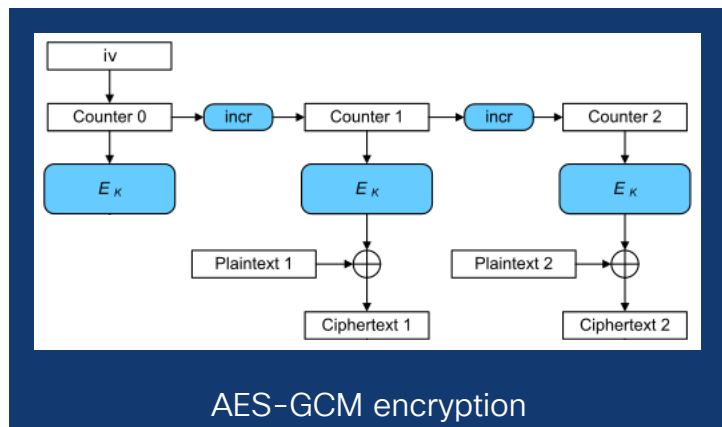 iv
Counter 0
incr
Counter 1
incr
Counter 2
E K
E K
E K
Plaintext 1
Plaintext 2
Ciphertext 1
Ciphertext 2
AES-GCM encryption